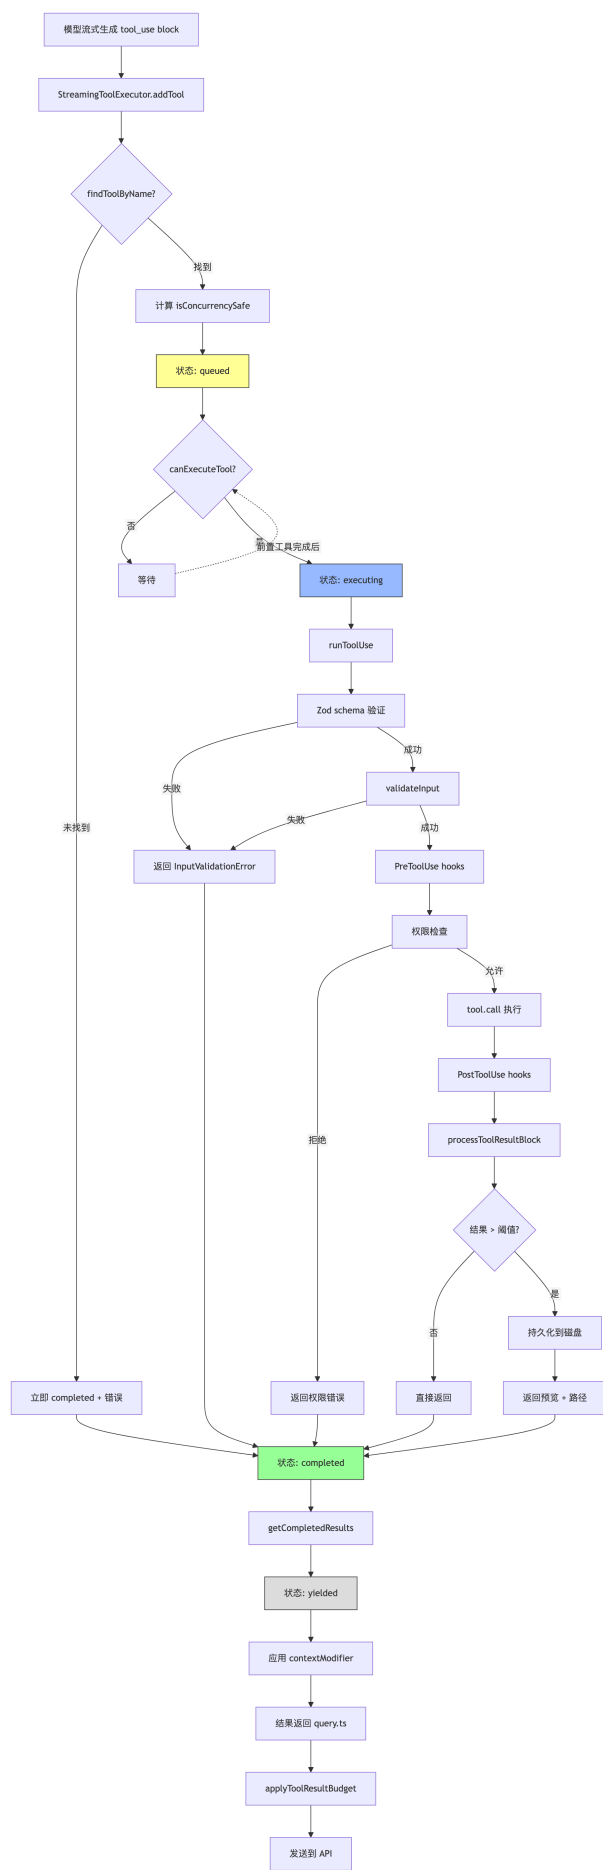 模型流式生成 tool_use block
StreamingToolExecutor.addTool
findToolByName?
找到
计算 isConcurrencySafe
状态: queued
canExecuteTool?
否
前置工具完成后
等待
状态: executing
runToolUse
Zod schema 验证
成功
validateInput
失败
失败
成功
未找到
返回 InputValidationError
PreToolUse hooks
权限检查
允许
tool.call 执行
PostToolUse hooks
拒绝
processToolResultBlock
结果 > 阈值?
是
否
持久化到磁盘
立即 completed + 错误
返回权限错误
直接返回
返回预览 + 路径
状态: completed
getCompletedResults
状态: yielded
应用 contextModifier
结果返回 query.ts
applyToolResultBudget
发送到 API